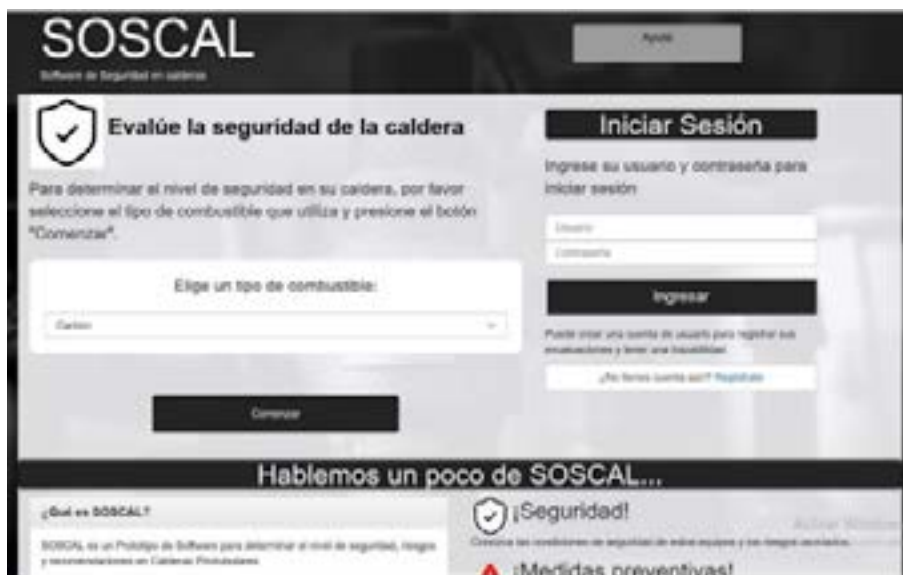 SOSCAL
Software de Seguridad en calderas
Ayuda
Evalúe la seguridad de la caldera
Para determinar el nivel de seguridad en su caldera, por favor
seleccione el tipo de combustible que utiliza y presione el botón
"Comenzar".
Elige un tipo de combustible:
Carbón
Comenzar
Iniciar Sesión
Ingrese su usuario y contraseña para
iniciar sesión
Usuario
Contraseña
Ingresar
Puede crear una cuenta de usuario para registrar sus
evaluaciones y tener una trazabilidad.
¿No tienes cuenta aún? Regístrate
Hablemos un poco de SOSCAL...
¿Qué es SOSCAL?
SOSCAL es un Prototipo de Software para determinar el nivel de seguridad, riesgos
y recomendaciones en Calderas Pirotubulares.
¡Seguridad!
Conozca las condiciones de seguridad de estos equipos y los riesgos asociados.
¡Medidas preventivas!